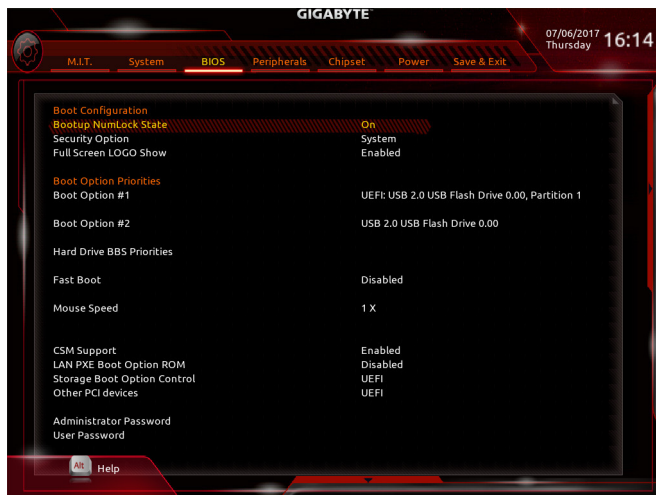 GIGABYTE™
07/06/2017 Thursday 16:14
M.I.T. System BIOS Peripherals Chipset Power Save & Exit
Boot Configuration
Bootup NumLock State On
Security Option System
Full Screen LOGO Show Enabled
Boot Option Priorities
Boot Option #1 UEFI: USB 2.0 USB Flash Drive 0.00, Partition 1
Boot Option #2 USB 2.0 USB Flash Drive 0.00
Hard Drive BBS Priorities
Fast Boot Disabled
Mouse Speed 1 X
CSM Support Enabled
LAN PXE Boot Option ROM Disabled
Storage Boot Option Control UEFI
Other PCI devices UEFI
Administrator Password
User Password
Alt Help